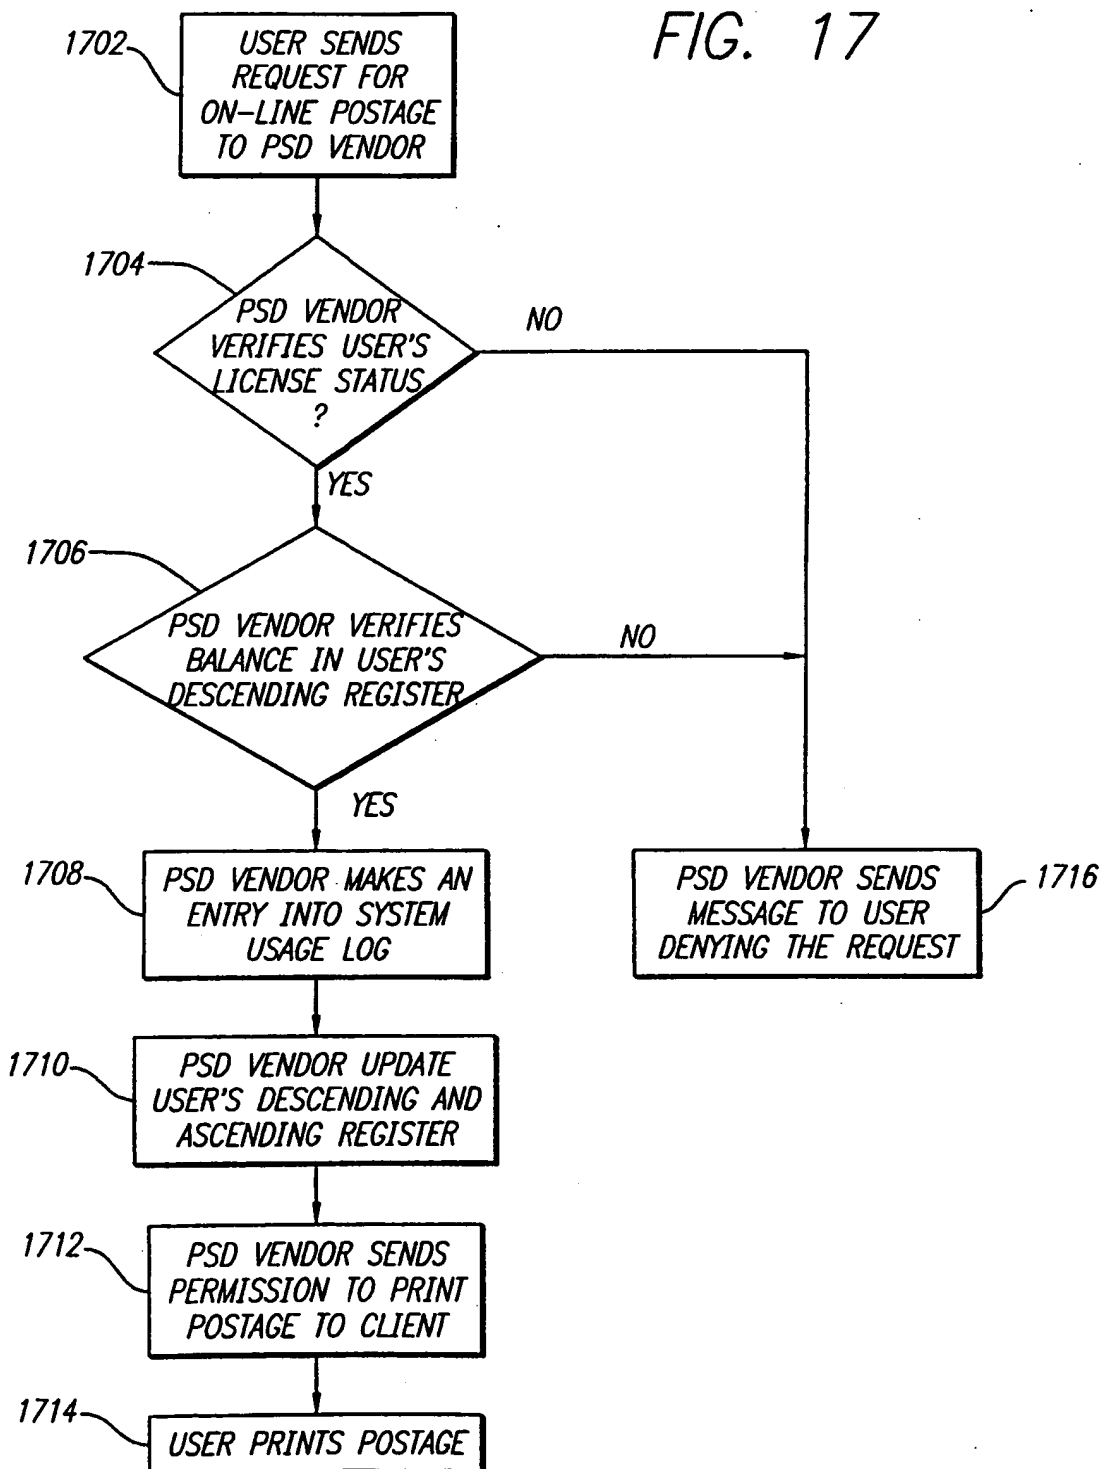 FIG. 17
1702
USER SENDS
REQUEST FOR
ON-LINE POSTAGE
TO PSD VENDOR
1704
PSD VENDOR
VERIFIES USER'S
LICENSE STATUS
?
NO
YES
1706
PSD VENDOR VERIFIES
BALANCE IN USER'S
DESCENDING REGISTER
NO
YES
1708
PSD VENDOR MAKES AN
ENTRY INTO SYSTEM
USAGE LOG
PSD VENDOR SENDS
MESSAGE TO USER
DENYING THE REQUEST
1716
1710
PSD VENDOR UPDATE
USER'S DESCENDING AND
ASCENDING REGISTER
1712
PSD VENDOR SENDS
PERMISSION TO PRINT
POSTAGE TO CLIENT
1714
USER PRINTS POSTAGE